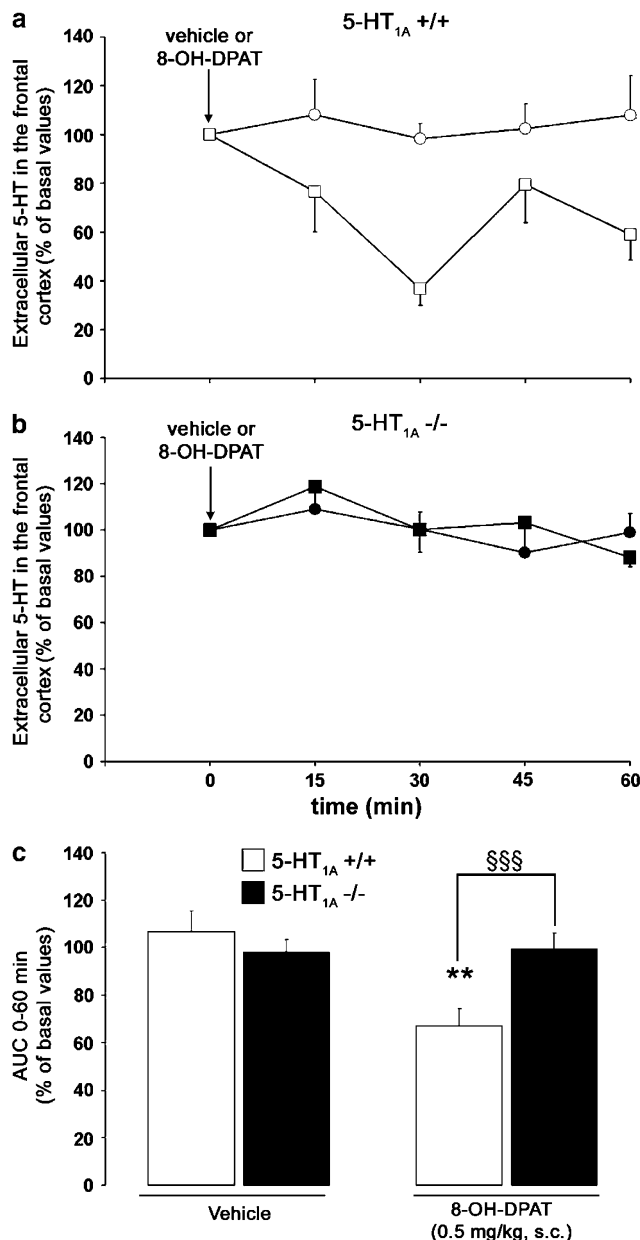 a
5-HT1A +/+
vehicle or
8-OH-DPAT
Extracellular 5-HT in the frontal
cortex (% of basal values)
140
120
100
80
60
40
20
0
b
5-HT1A -/-
vehicle or
8-OH-DPAT
Extracellular 5-HT in the frontal
cortex (% of basal values)
140
120
100
80
60
40
20
0
0 15 30 45 60
time (min)
c
5-HT1A +/+
5-HT1A -/-
§§§
**
AUC 0-60 min
(% of basal values)
140
120
100
80
60
40
20
0
Vehicle
8-OH-DPAT
(0.5 mg/kg, s.c.)